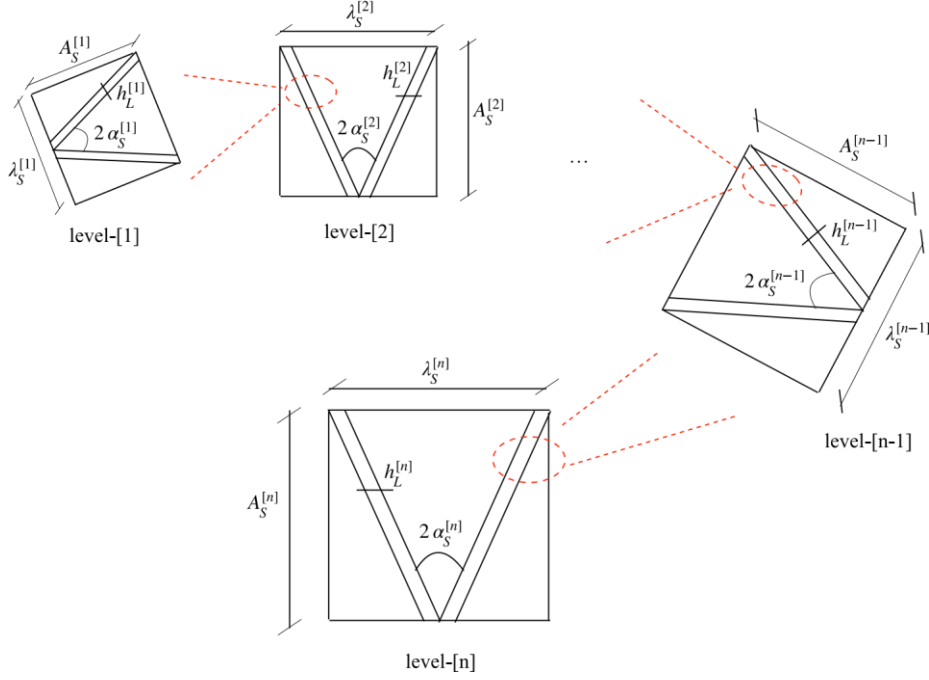 A_S^{[1]}
λ_S^{[1]}
h_L^{[1]}
2 α_S^{[1]}
level-[1]
λ_S^{[2]}
h_L^{[2]}
A_S^{[2]}
2 α_S^{[2]}
level-[2]
...
A_S^{[n−1]}
h_L^{[n−1]}
2 α_S^{[n−1]}
λ_S^{[n−1]}
level-[n-1]
λ_S^{[n]}
A_S^{[n]}
h_L^{[n]}
2 α_S^{[n]}
level-[n]